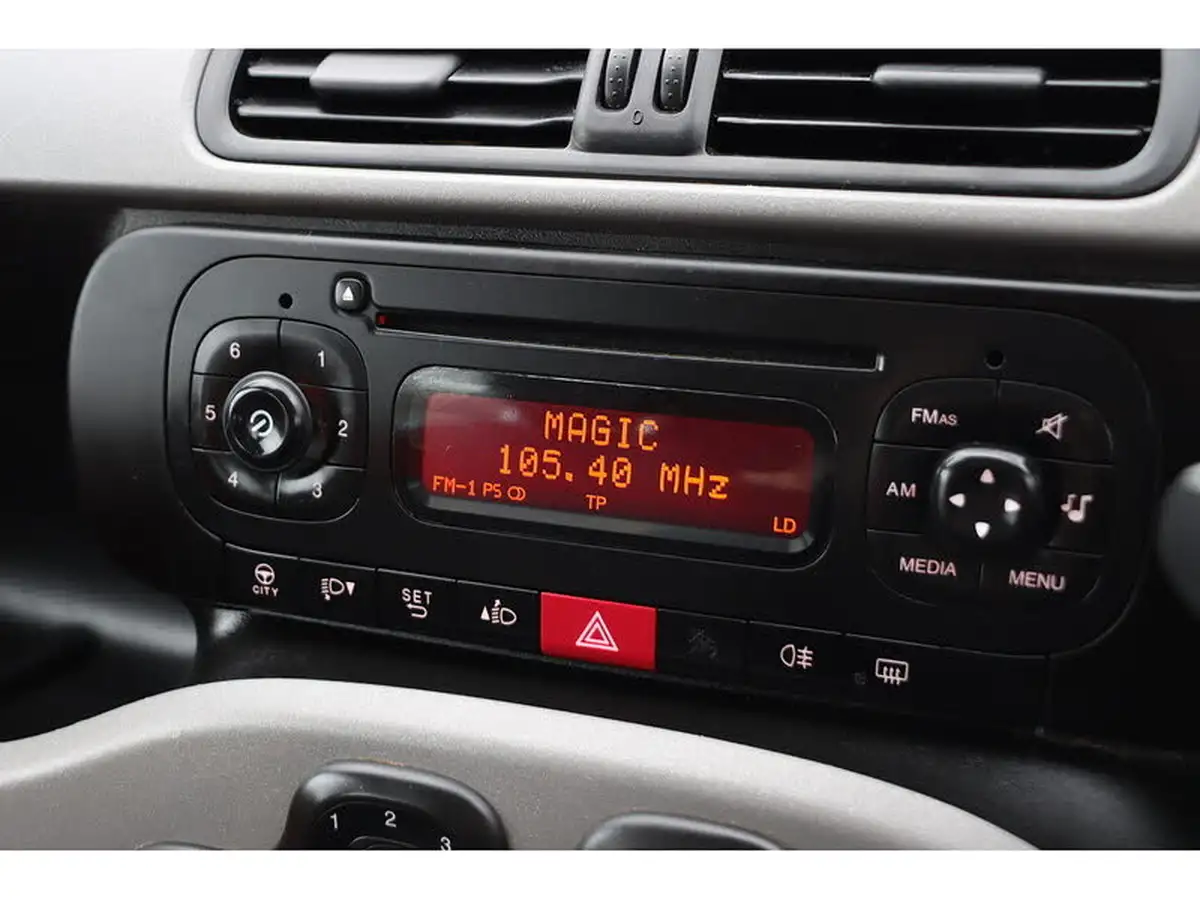 0
6 1
5 2
4 3
MAGIC
105.40 MHz
FM-1 PS TP LD
FMAS
AM
MEDIA MENU
CITY
SET
1 2 3